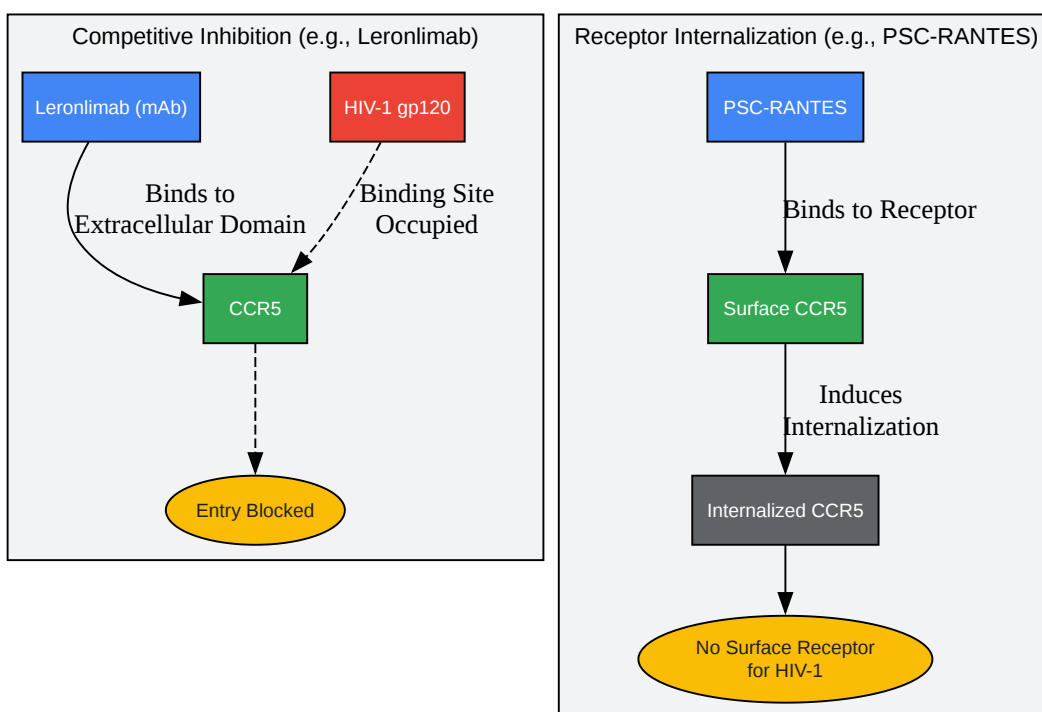 Competitive Inhibition (e.g., Leronlimab)
Leronlimab (mAb)
HIV-1 gp120
Binds to
Extracellular Domain
Binding Site
Occupied
CCR5
Entry Blocked
Receptor Internalization (e.g., PSC-RANTES)
PSC-RANTES
Binds to Receptor
Surface CCR5
Induces
Internalization
Internalized CCR5
No Surface Receptor
for HIV-1